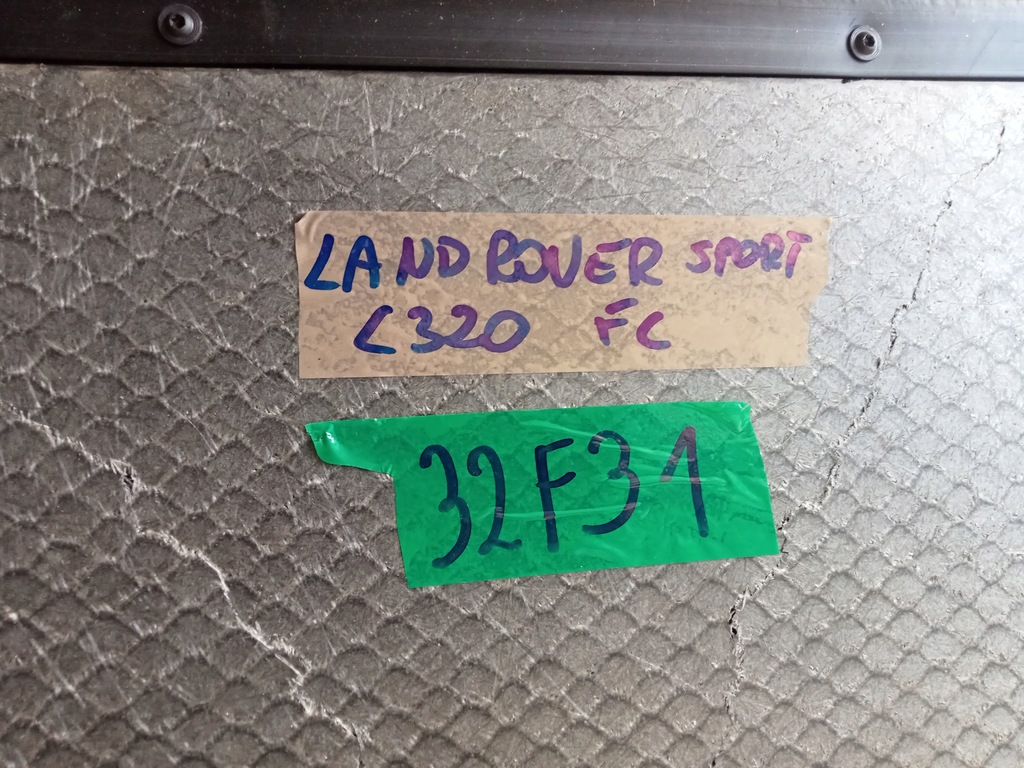 LAND ROVER SPORT
L320 FC
32F31